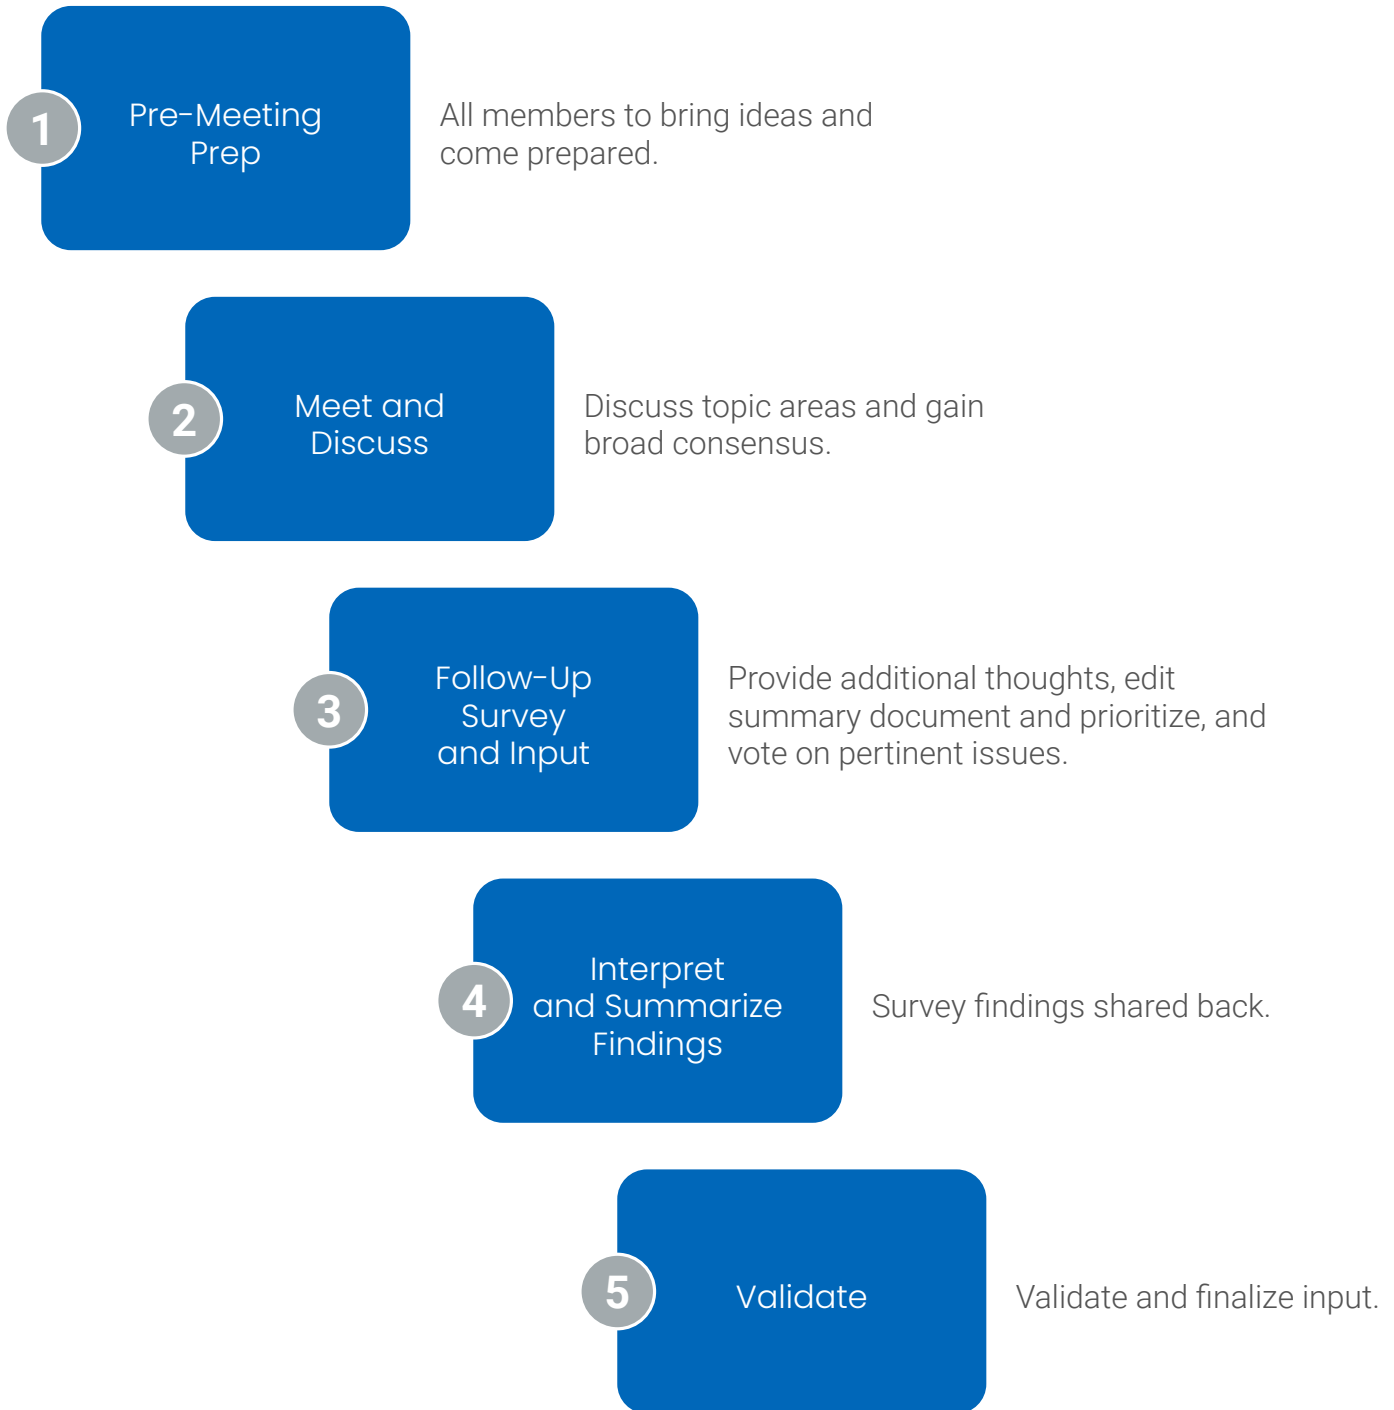 1
Pre-Meeting
Prep
All members to bring ideas and
come prepared.
2
Meet and
Discuss
Discuss topic areas and gain
broad consensus.
3
Follow-Up
Survey
and Input
Provide additional thoughts, edit
summary document and prioritize, and
vote on pertinent issues.
4
Interpret
and Summarize
Findings
Survey findings shared back.
5
Validate
Validate and finalize input.